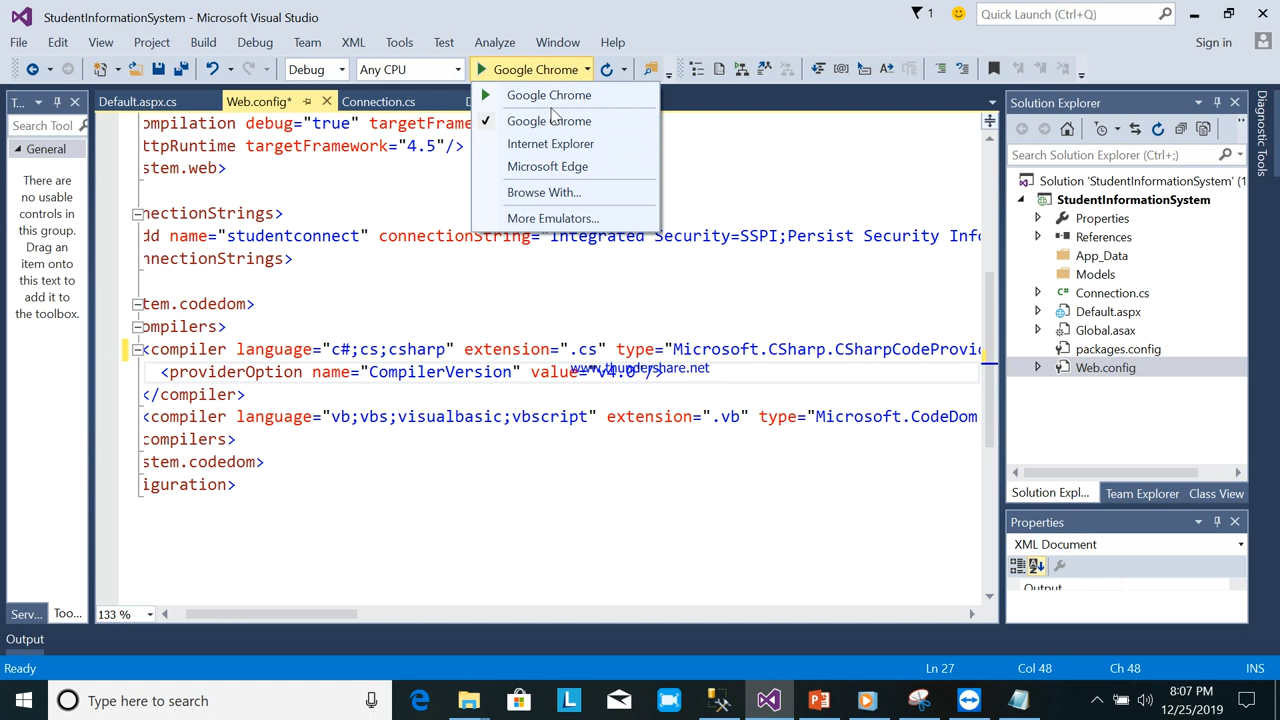 StudentInformationSystem - Microsoft Visual Studio
1
Quick Launch (Ctrl+Q)
File Edit View Project Build Debug Team XML Tools Test Analyze Window Help
Sign in
Debug Any CPU Google Chrome
T...
Default.aspx.cs Web.config* Connection.cs
Search Tool
General
There are
no usable
controls in
this group.
Drag an
item onto
this text to
add it to
the toolbox.
Google Chrome
Google Chrome
Internet Explorer
Microsoft Edge
Browse With...
More Emulators...
ompilation debug="true" targetFrame
ttpRuntime targetFramework="4.5"/>
stem.web>
nnectionStrings>
dd name="studentconnect" connectionString="Integrated Security=SSPI;Persist Security Info
nnectionStrings>
tem.codedom>
ompilers>
<compiler language="c#;cs;csharp" extension=".cs" type="Microsoft.CSharp.CSharpCodeProvi
www.thundershare.net
<providerOption name="CompilerVersion" value="v4.0"/>
</compiler>
<compiler language="vb;vbs;visualbasic;vbscript" extension=".vb" type="Microsoft.CodeDom
compilers>
stem.codedom>
iguration>
133 %
Solution Explorer
Search Solution Explorer (Ctrl+;)
Solution 'StudentInformationSystem' (1
StudentInformationSystem
Properties
References
App_Data
Models
Connection.cs
Default.aspx
Global.asax
packages.config
Web.config
Solution Expl... Team Explorer Class View
Properties
XML Document
Output
Diagnostic Tools
Serv... Too...
Output
Ready Ln 27 Col 48 Ch 48 INS
Type here to search
8:07 PM
12/25/2019